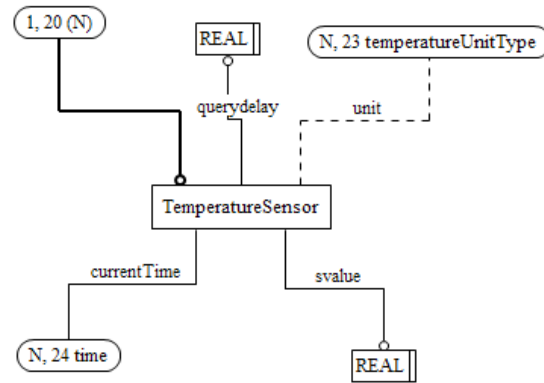 1, 20 (N)
REAL
N, 23 temperatureUnitType
querydelay
unit
TemperatureSensor
currentTime
svalue
N, 24 time
REAL